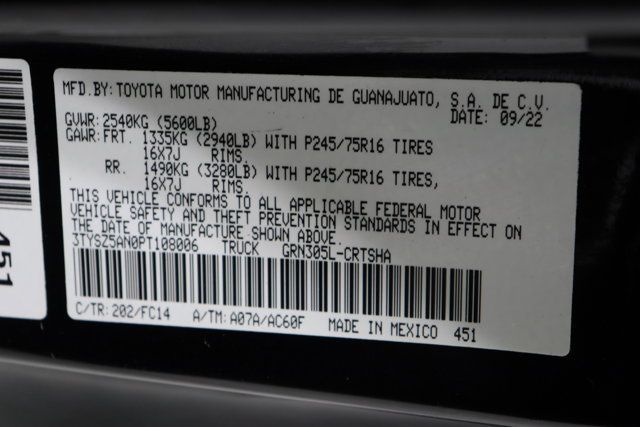 MFD.BY:TOYOTA MOTOR MANUFACTURING DE GUANAJUATO, S.A. DE C.V.
GVWR:2540KG (5600LB) DATE: 09/22
GAWR:FRT. 1335KG (2940LB) WITH P245/75R16 TIRES
16X7J RIMS.
RR. 1490KG (3280LB) WITH P245/75R16 TIRES,
16X7J RIMS.
THIS VEHICLE CONFORMS TO ALL APPLICABLE FEDERAL MOTOR
VEHICLE SAFETY AND THEFT PREVENTION STANDARDS IN EFFECT ON
THE DATE OF MANUFACTURE SHOWN ABOVE.
3TYSZ5AN0PT108006 TRUCK GRN305L-CRTSHA
C/TR:202/FC14 A/TM:A07A/AC60F MADE IN MEXICO 451
451